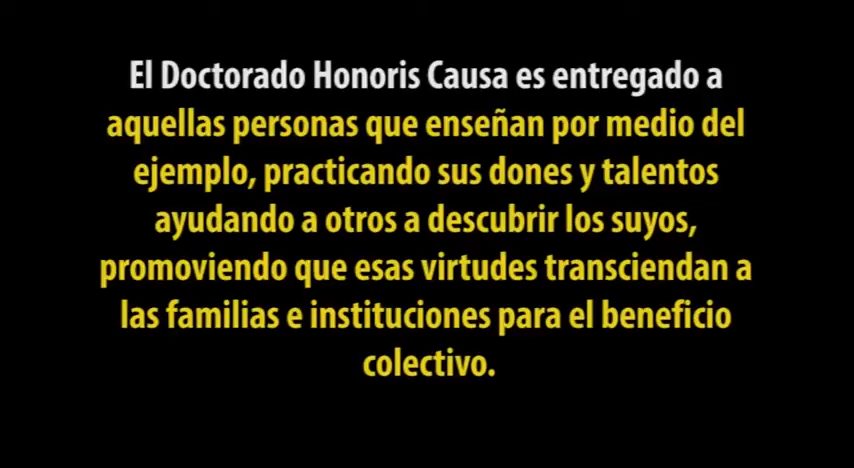 El Doctorado Honoris Causa es entregado a
aquellas personas que enseñan por medio del
ejemplo, practicando sus dones y talentos
ayudando a otros a descubrir los suyos,
promoviendo que esas virtudes transciendan a
las familias e instituciones para el beneficio
colectivo.